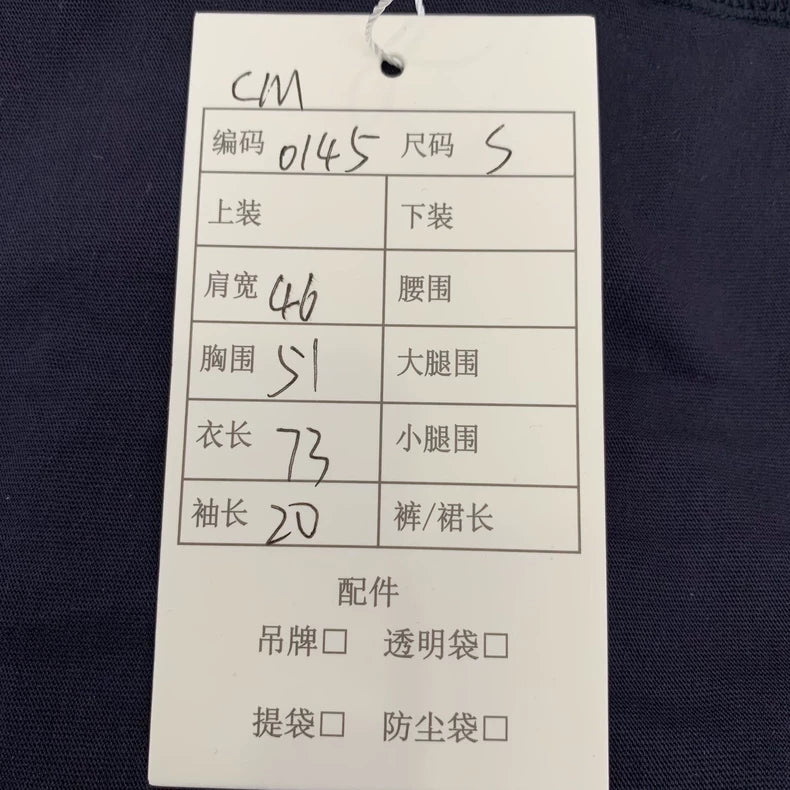 CM
编码 0145 尺码 S
上装 下装
肩宽 46 腰围
胸围 51 大腿围
衣长 73 小腿围
袖长 20 裤/裙长
配件
吊牌□ 透明袋□
提袋□ 防尘袋□